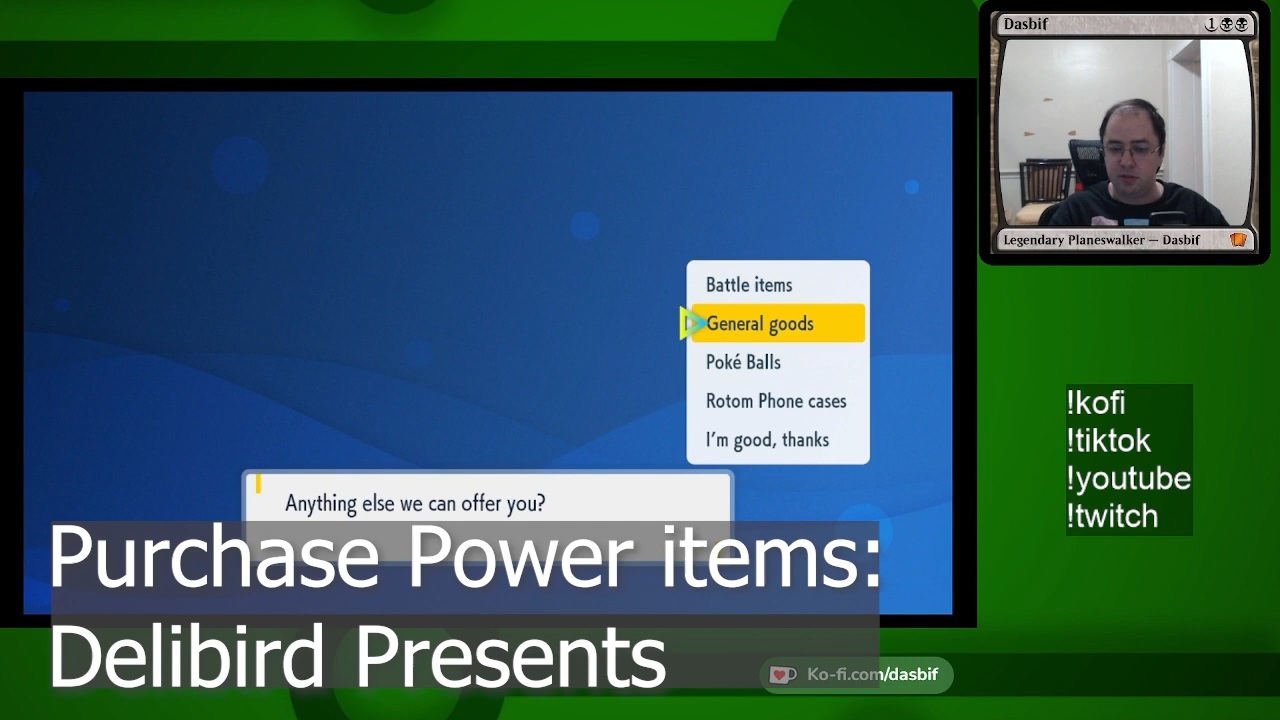 Dasbif
1
Legendary Planeswalker — Dasbif
Battle items
General goods
Poké Balls
Rotom Phone cases
I'm good, thanks
Anything else we can offer you?
!kofi
!tiktok
!youtube
!twitch
Purchase Power items:
Delibird Presents
Ko-fi.com/dasbif